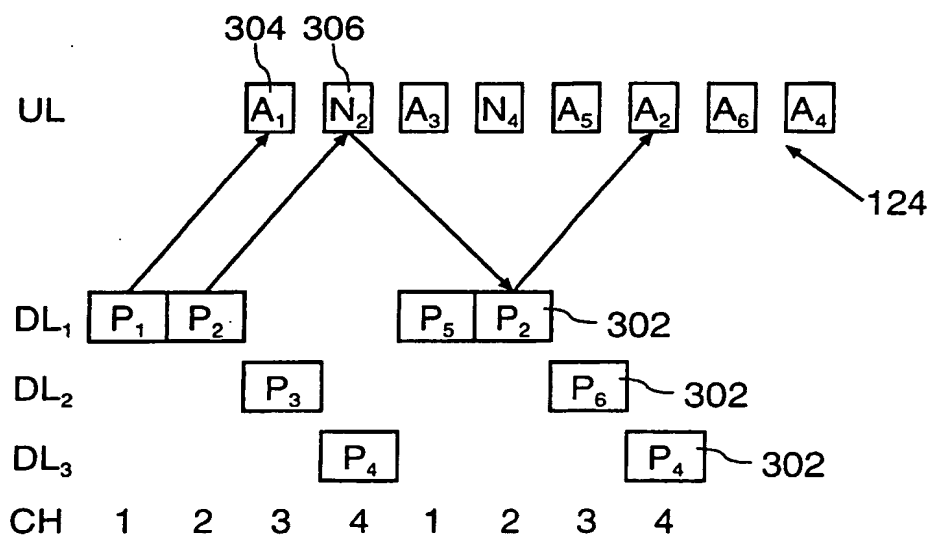 304 306
UL A₁ N₂ A₃ N₄ A₅ A₂ A₆ A₄
124
DL₁ P₁ P₂ P₅ P₂ 302
DL₂ P₃ P₆ 302
DL₃ P₄ P₄ 302
CH 1 2 3 4 1 2 3 4